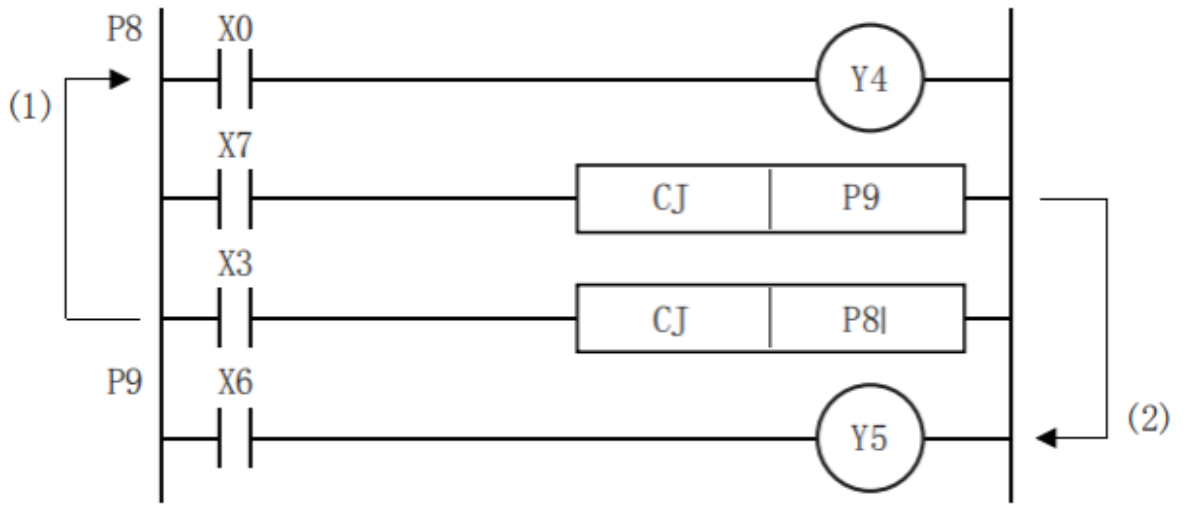 P8 X0
(1) Y4
X7
CJ P9
X3
CJ P8
P9 X6
Y5 (2)